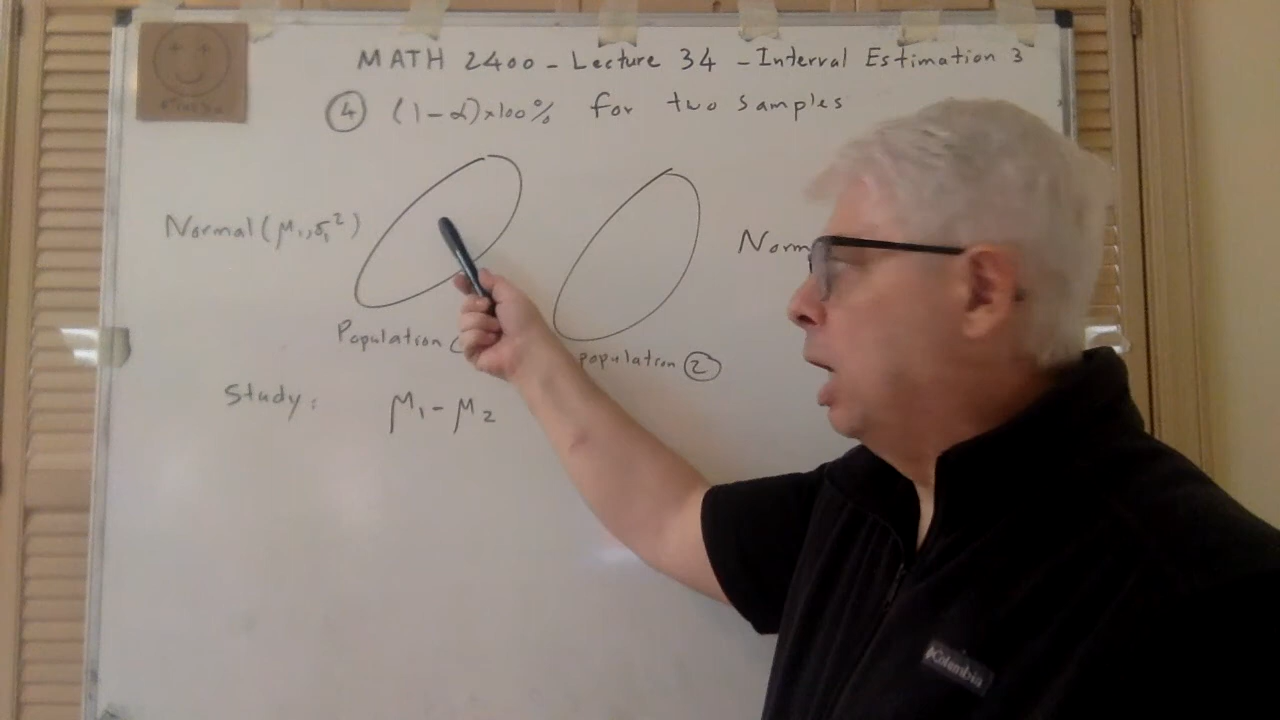 MATH 2400 - Lecture 34 - Interval Estimation 3
④ (1-α)×100% for two samples
Normal(μ₁,σ₁²)
Norm
Population
population ②
Study: μ₁ - μ₂
Columbia